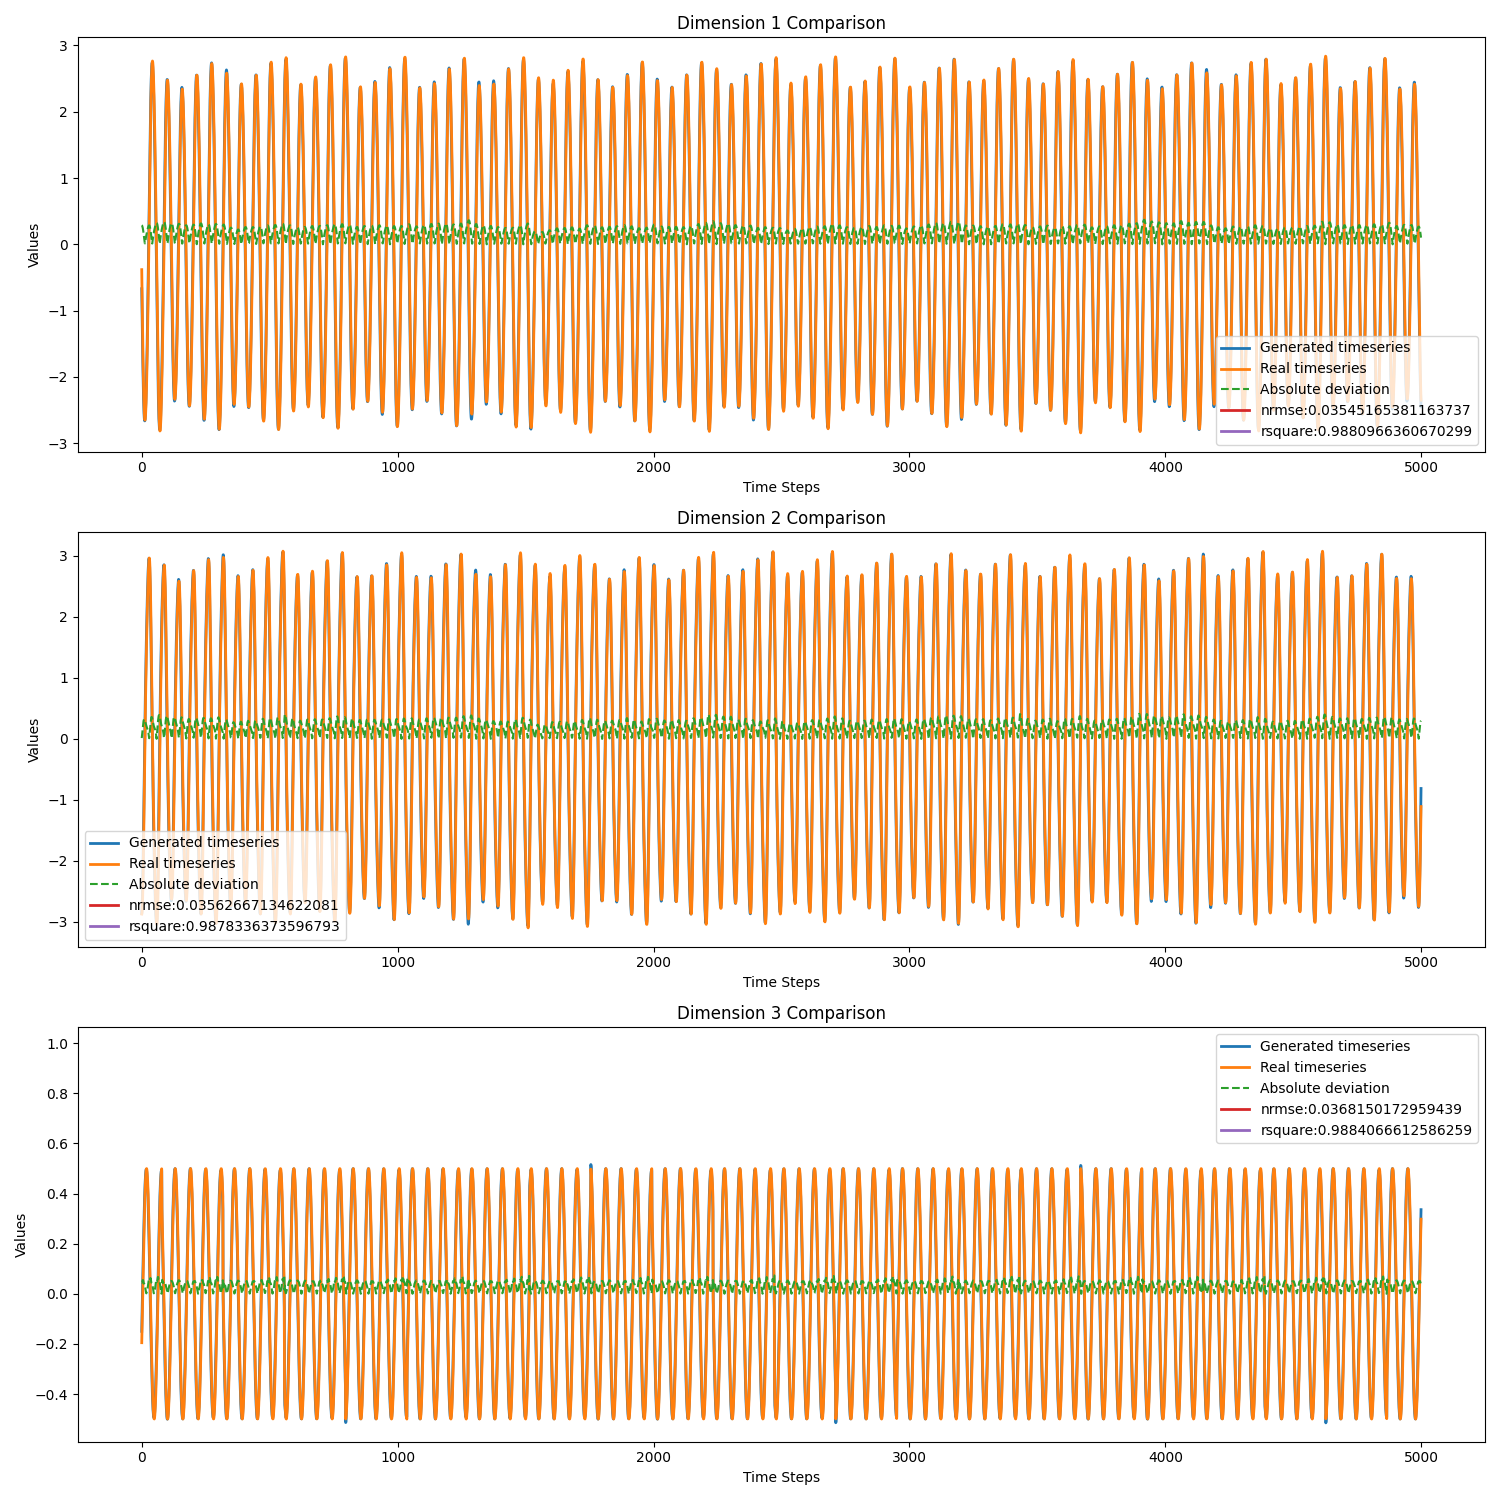 Dimension 1 Comparison
3
2
1
0
−1
−2
−3
Values
Generated timeseries
Real timeseries
Absolute deviation
nrmse:0.03545165381163737
rsquare:0.9880966360670299
0 1000 2000 3000 4000 5000
Time Steps
Dimension 2 Comparison
3
2
1
0
−1
−2
−3
Values
Generated timeseries
Real timeseries
Absolute deviation
nrmse:0.03562667134622081
rsquare:0.9878336373596793
0 1000 2000 3000 4000 5000
Time Steps
Dimension 3 Comparison
1.0
0.8
0.6
0.4
0.2
0.0
−0.2
−0.4
Values
Generated timeseries
Real timeseries
Absolute deviation
nrmse:0.0368150172959439
rsquare:0.9884066612586259
0 1000 2000 3000 4000 5000
Time Steps